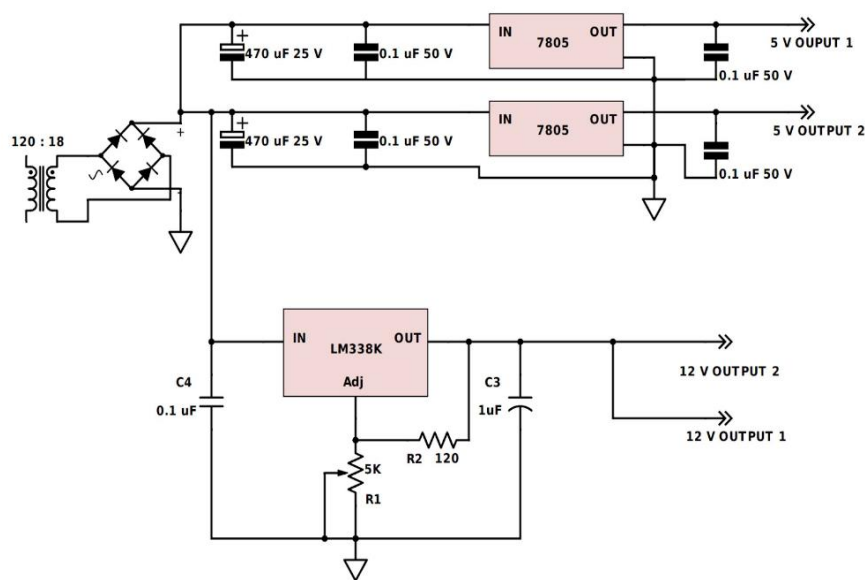 +
IN
OUT
7805
470 uF 25 V
0.1 uF 50 V
5 V OUPUT 1
0.1 uF 50 V
+
IN
OUT
7805
470 uF 25 V
0.1 uF 50 V
5 V OUTPUT 2
0.1 uF 50 V
120 : 18
+
IN
OUT
LM338K
Adj
C4
0.1 uF
C3
1uF
12 V OUTPUT 2
12 V OUTPUT 1
R2 120
5K
R1